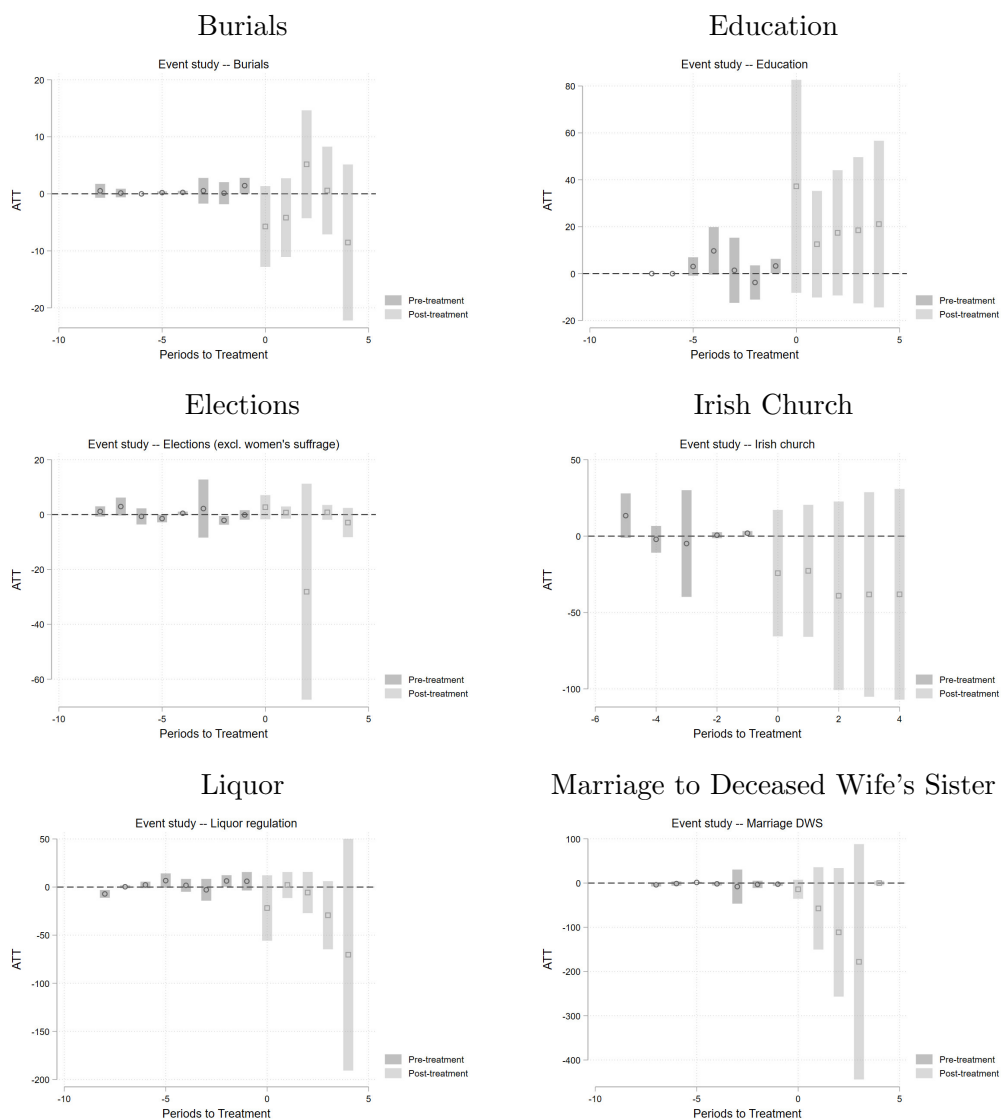 Burials
Event study -- Burials
20
10
0
-10
-20
ATT
-10
-5
0
5
Periods to Treatment
Pre-treatment
Post-treatment
Education
Event study -- Education
80
60
40
20
0
-20
ATT
-10
-5
0
5
Periods to Treatment
Pre-treatment
Post-treatment
Elections
Event study -- Elections (excl. women's suffrage)
20
0
-20
-40
-60
ATT
-10
-5
0
5
Periods to Treatment
Pre-treatment
Post-treatment
Irish Church
Event study -- Irish church
50
0
-50
-100
ATT
-6
-4
-2
0
2
4
Periods to Treatment
Pre-treatment
Post-treatment
Liquor
Event study -- Liquor regulation
50
0
-50
-100
-150
-200
ATT
-10
-5
0
5
Periods to Treatment
Pre-treatment
Post-treatment
Marriage to Deceased Wife's Sister
Event study -- Marriage DWS
100
0
-100
-200
-300
-400
ATT
-10
-5
0
5
Periods to Treatment
Pre-treatment
Post-treatment